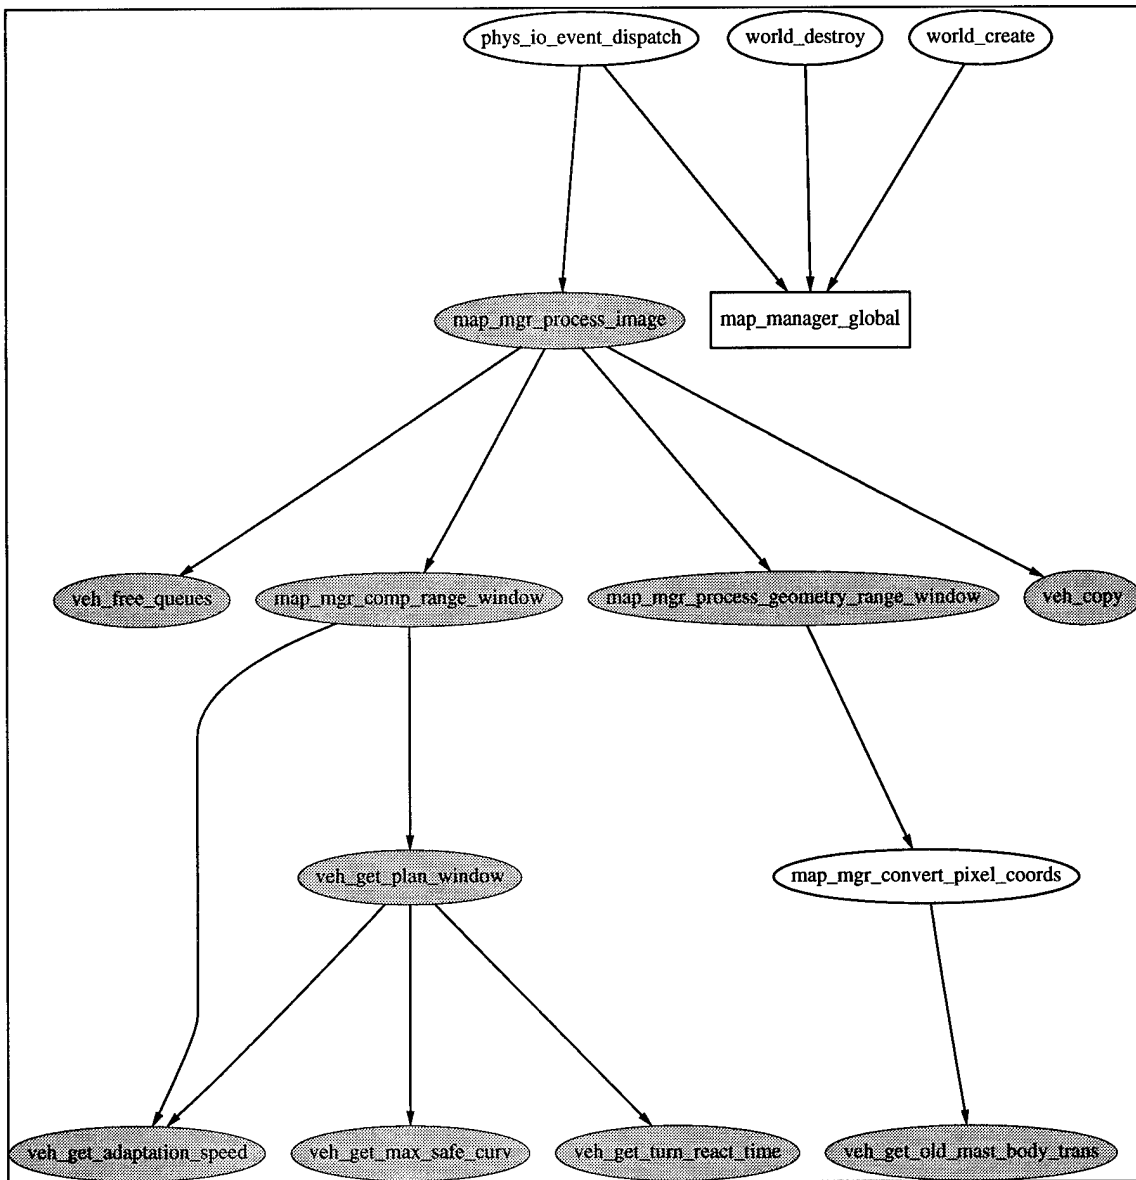 phys_io_event_dispatch
world_destroy
world_create
map_mgr_process_image
map_manager_global
veh_free_queues
map_mgr_comp_range_window
map_mgr_process_geometry_range_window
veh_copy
veh_get_plan_window
map_mgr_convert_pixel_coords
veh_get_adaptation_speed
veh_get_max_safe_curv
veh_get_turn_react_time
veh_get_old_mast_body_trans